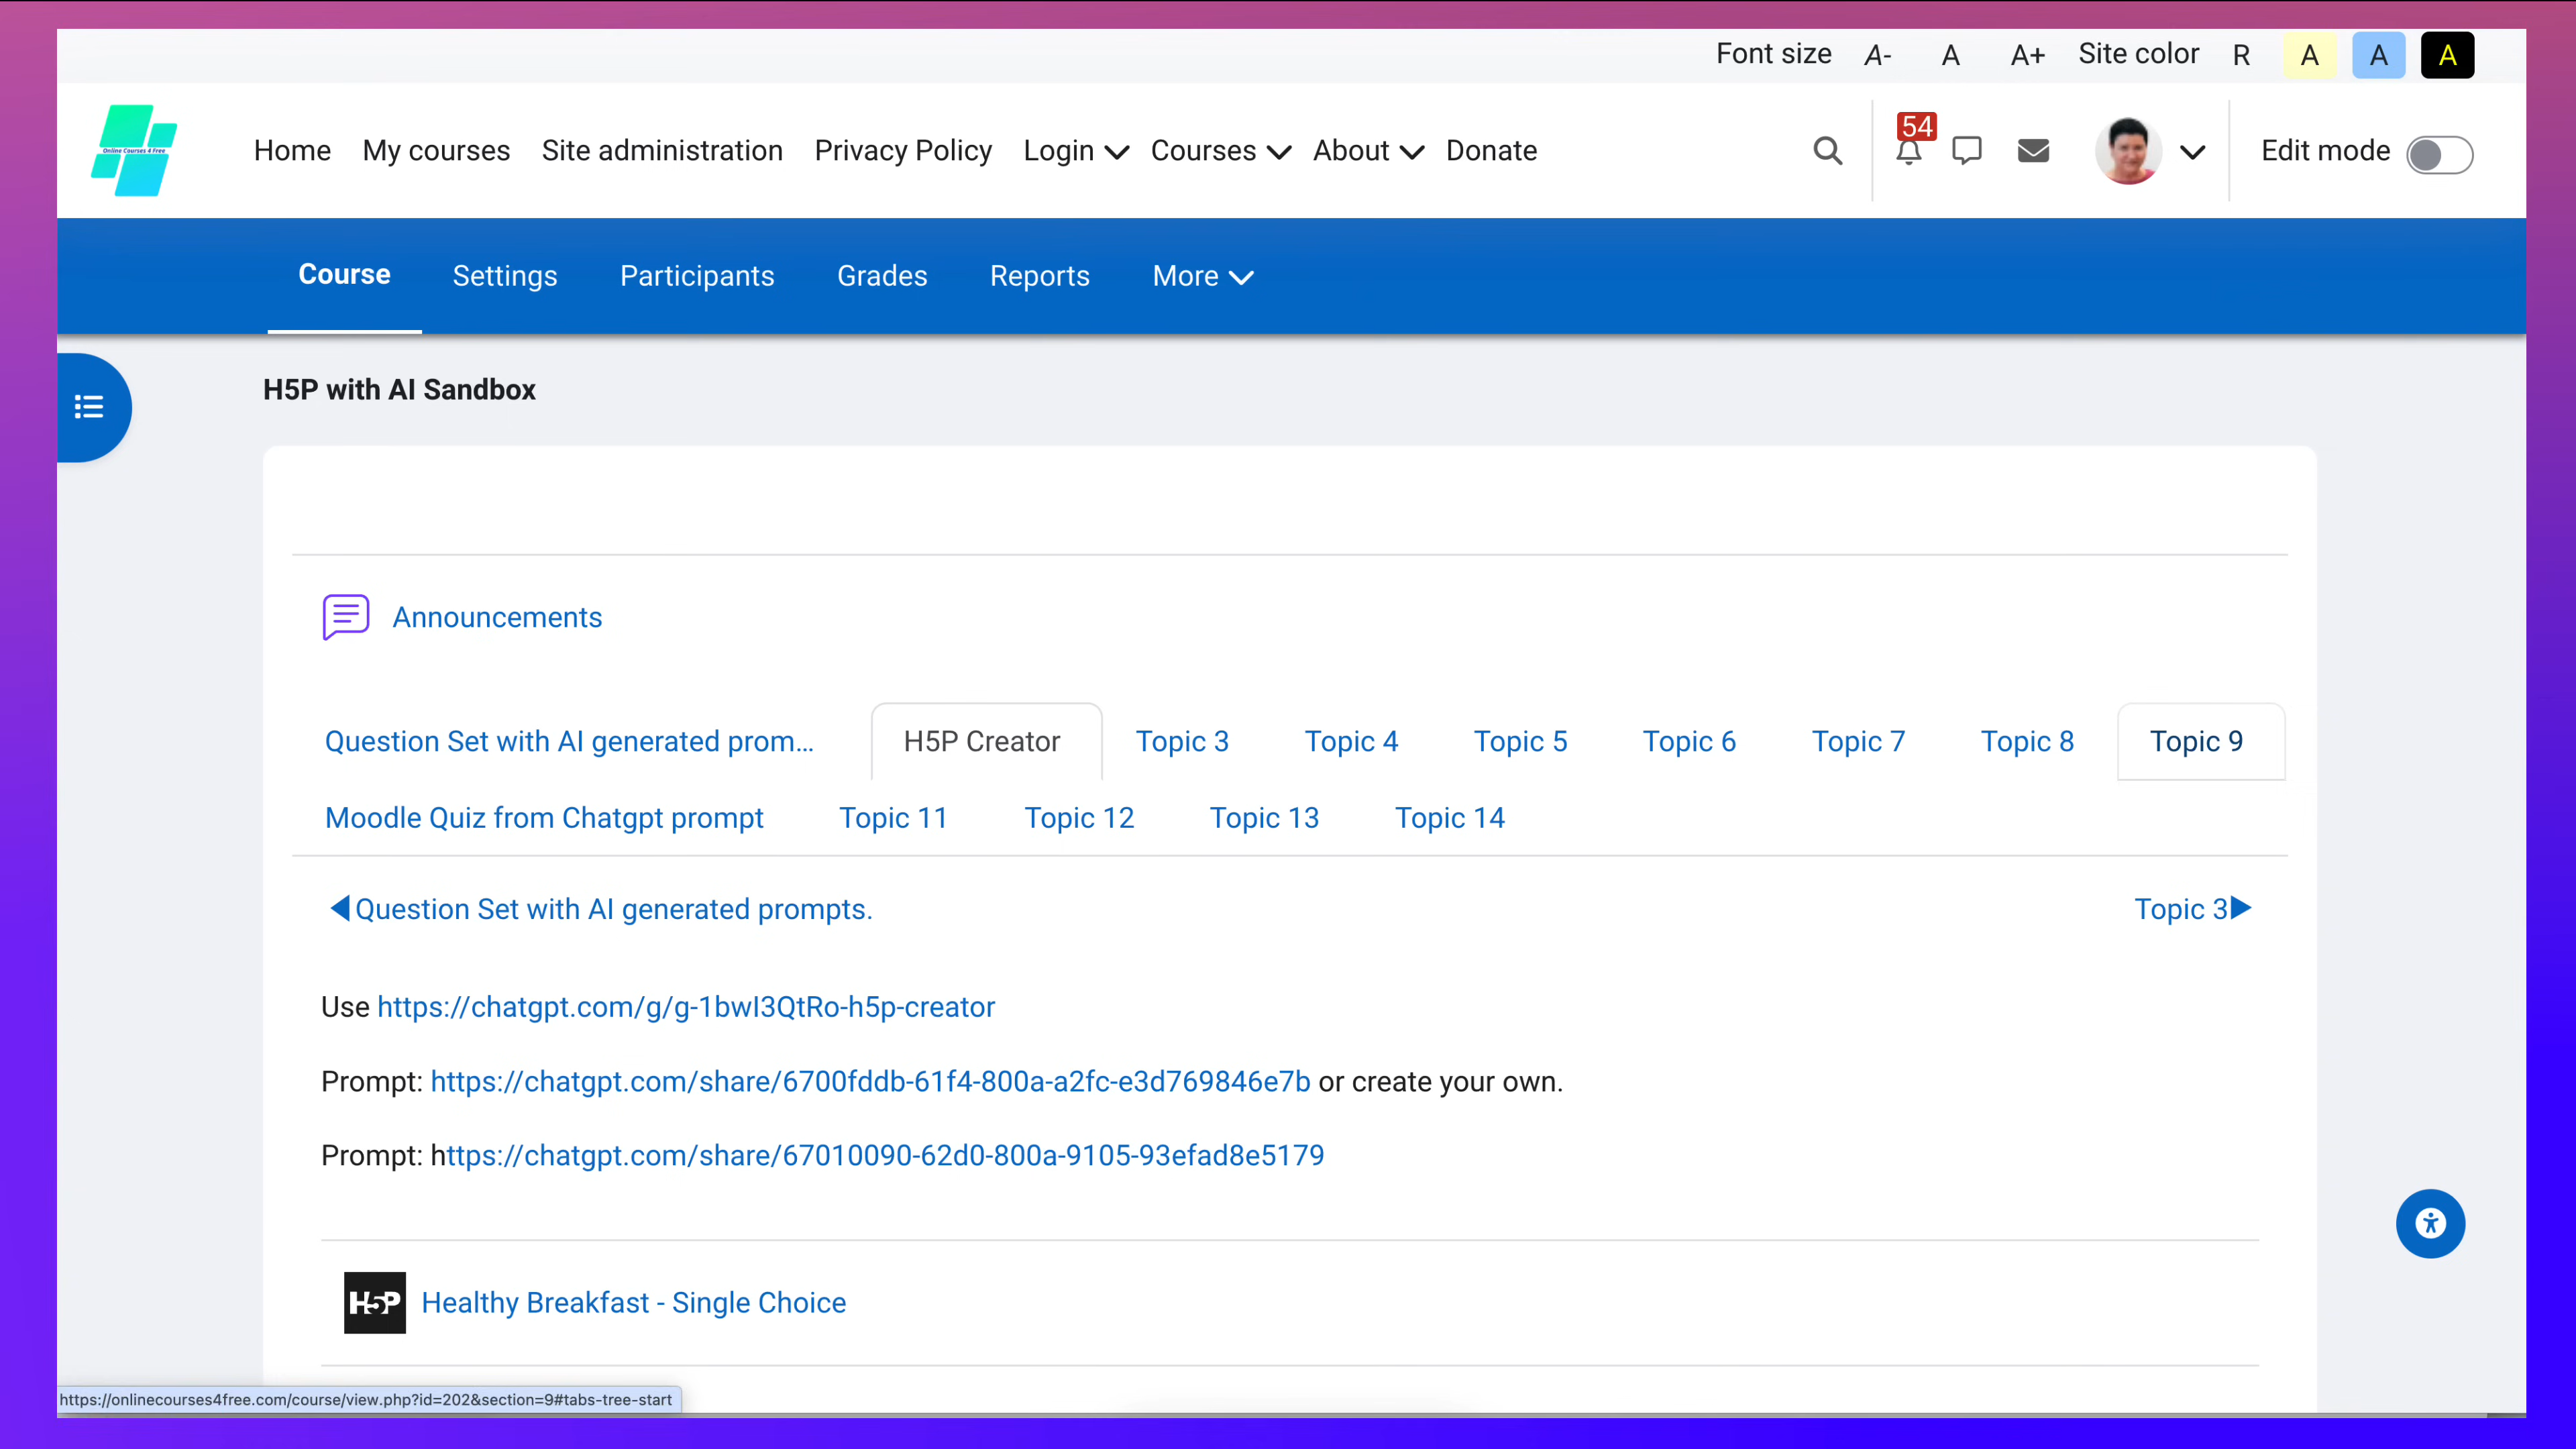 Font size A- A A+ Site color R A A A
Online Courses 4 Free
Home My courses Site administration Privacy Policy Login Courses About Donate
54
Edit mode
Course Settings Participants Grades Reports More
H5P with AI Sandbox
Announcements
Question Set with AI generated prom... H5P Creator Topic 3 Topic 4 Topic 5 Topic 6 Topic 7 Topic 8 Topic 9
Moodle Quiz from Chatgpt prompt Topic 11 Topic 12 Topic 13 Topic 14
Question Set with AI generated prompts. Topic 3
Use https://chatgpt.com/g/g-1bwI3QtRo-h5p-creator
Prompt: https://chatgpt.com/share/6700fddb-61f4-800a-a2fc-e3d769846e7b or create your own.
Prompt: https://chatgpt.com/share/67010090-62d0-800a-9105-93efad8e5179
H5P Healthy Breakfast - Single Choice
https://onlinecourses4free.com/course/view.php?id=202&section=9#tabs-tree-start